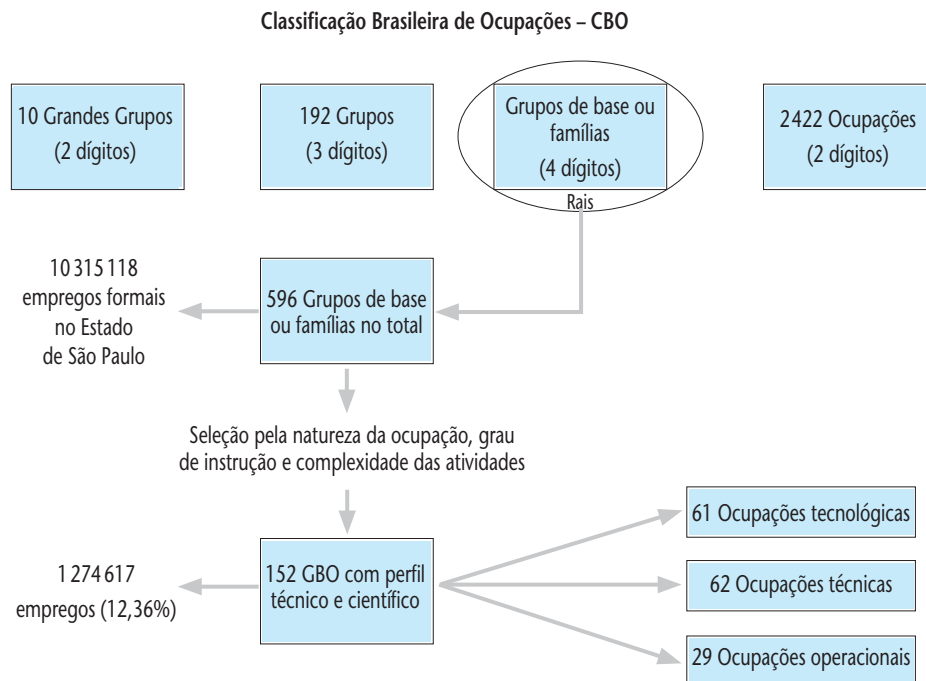 Classificação Brasileira de Ocupações – CBO
10 Grandes Grupos
(2 dígitos)
192 Grupos
(3 dígitos)
Grupos de base ou
famílias
(4 dígitos)
Rais
2 422 Ocupações
(2 dígitos)
10 315 118
empregos formais
no Estado
de São Paulo
596 Grupos de base
ou famílias no total
Seleção pela natureza da ocupação, grau
de instrução e complexidade das atividades
1 274 617
empregos (12,36%)
152 GBO com perfil
técnico e científico
61 Ocupações tecnológicas
62 Ocupações técnicas
29 Ocupações operacionais